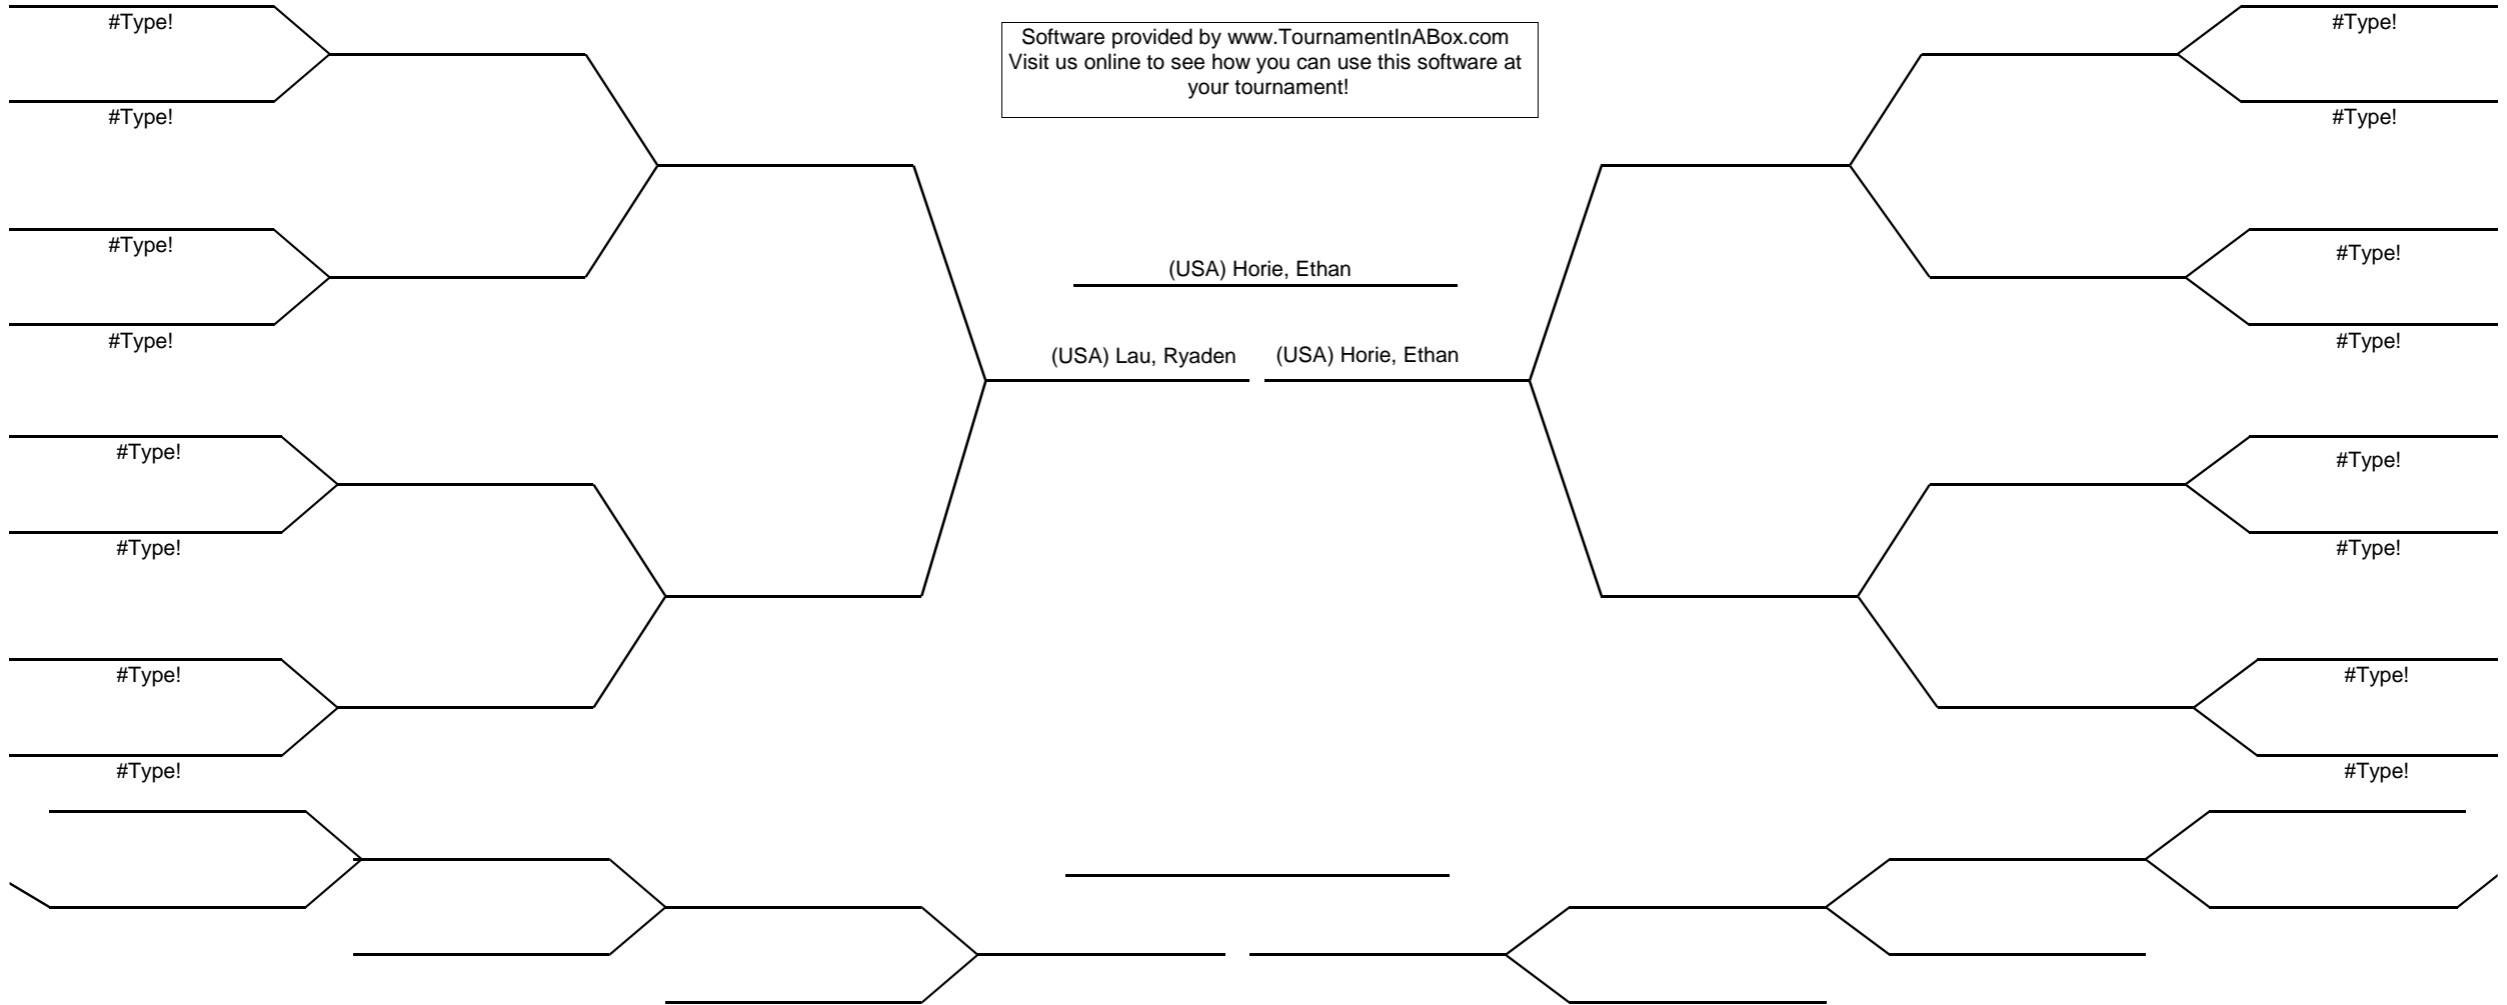 #Type!
Software provided by www.TournamentInABox.com
Visit us online to see how you can use this software at
your tournament!
#Type!
#Type!
#Type!
#Type!
(USA) Horie, Ethan
#Type!
#Type!
(USA) Lau, Ryaden
(USA) Horie, Ethan
#Type!
#Type!
#Type!
#Type!
#Type!
#Type!
#Type!
#Type!
#Type!